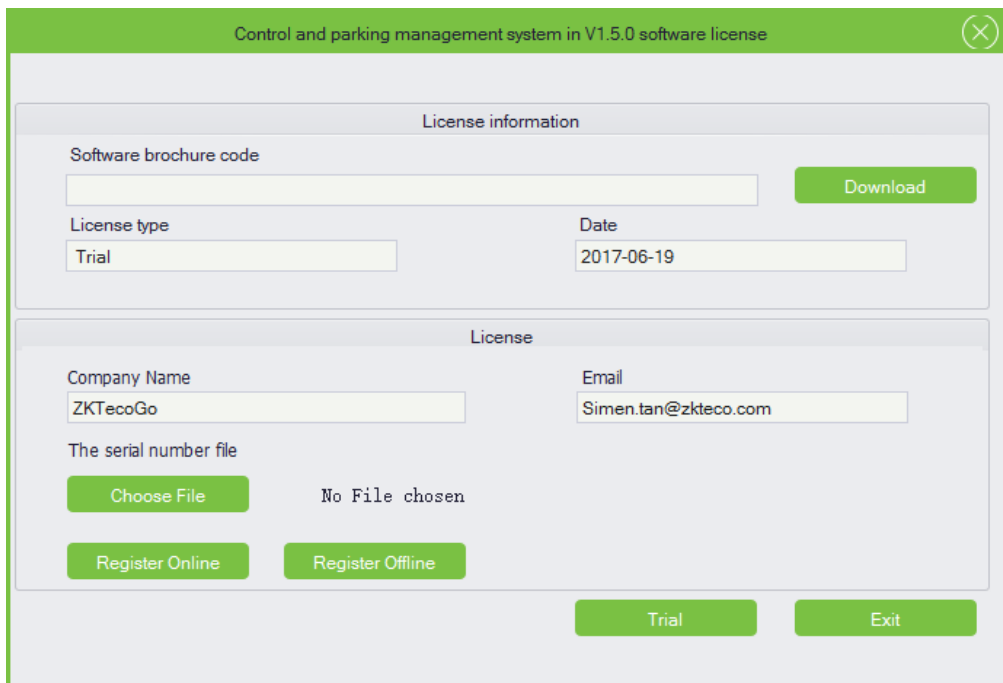 Control and parking management system in V1.5.0 software license
License information
Software brochure code
Download
License type
Date
Trial
2017-06-19
License
Company Name
Email
ZKTecoGo
Simen.tan@zkteco.com
The serial number file
Choose File
No File chosen
Register Online
Register Offline
Trial
Exit